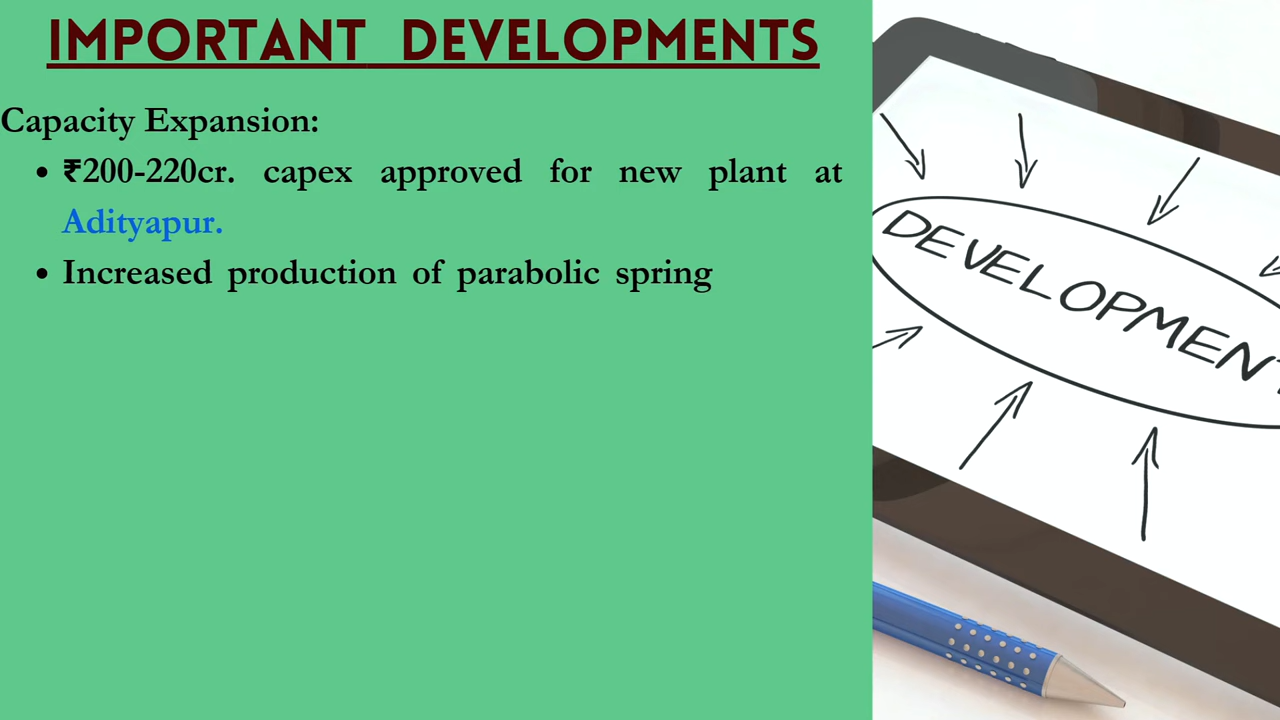 IMPORTANT DEVELOPMENTS
Capacity Expansion:
• ₹200-220cr. capex approved for new plant at
Adityapur.
• Increased production of parabolic spring
DEVELOPMENT